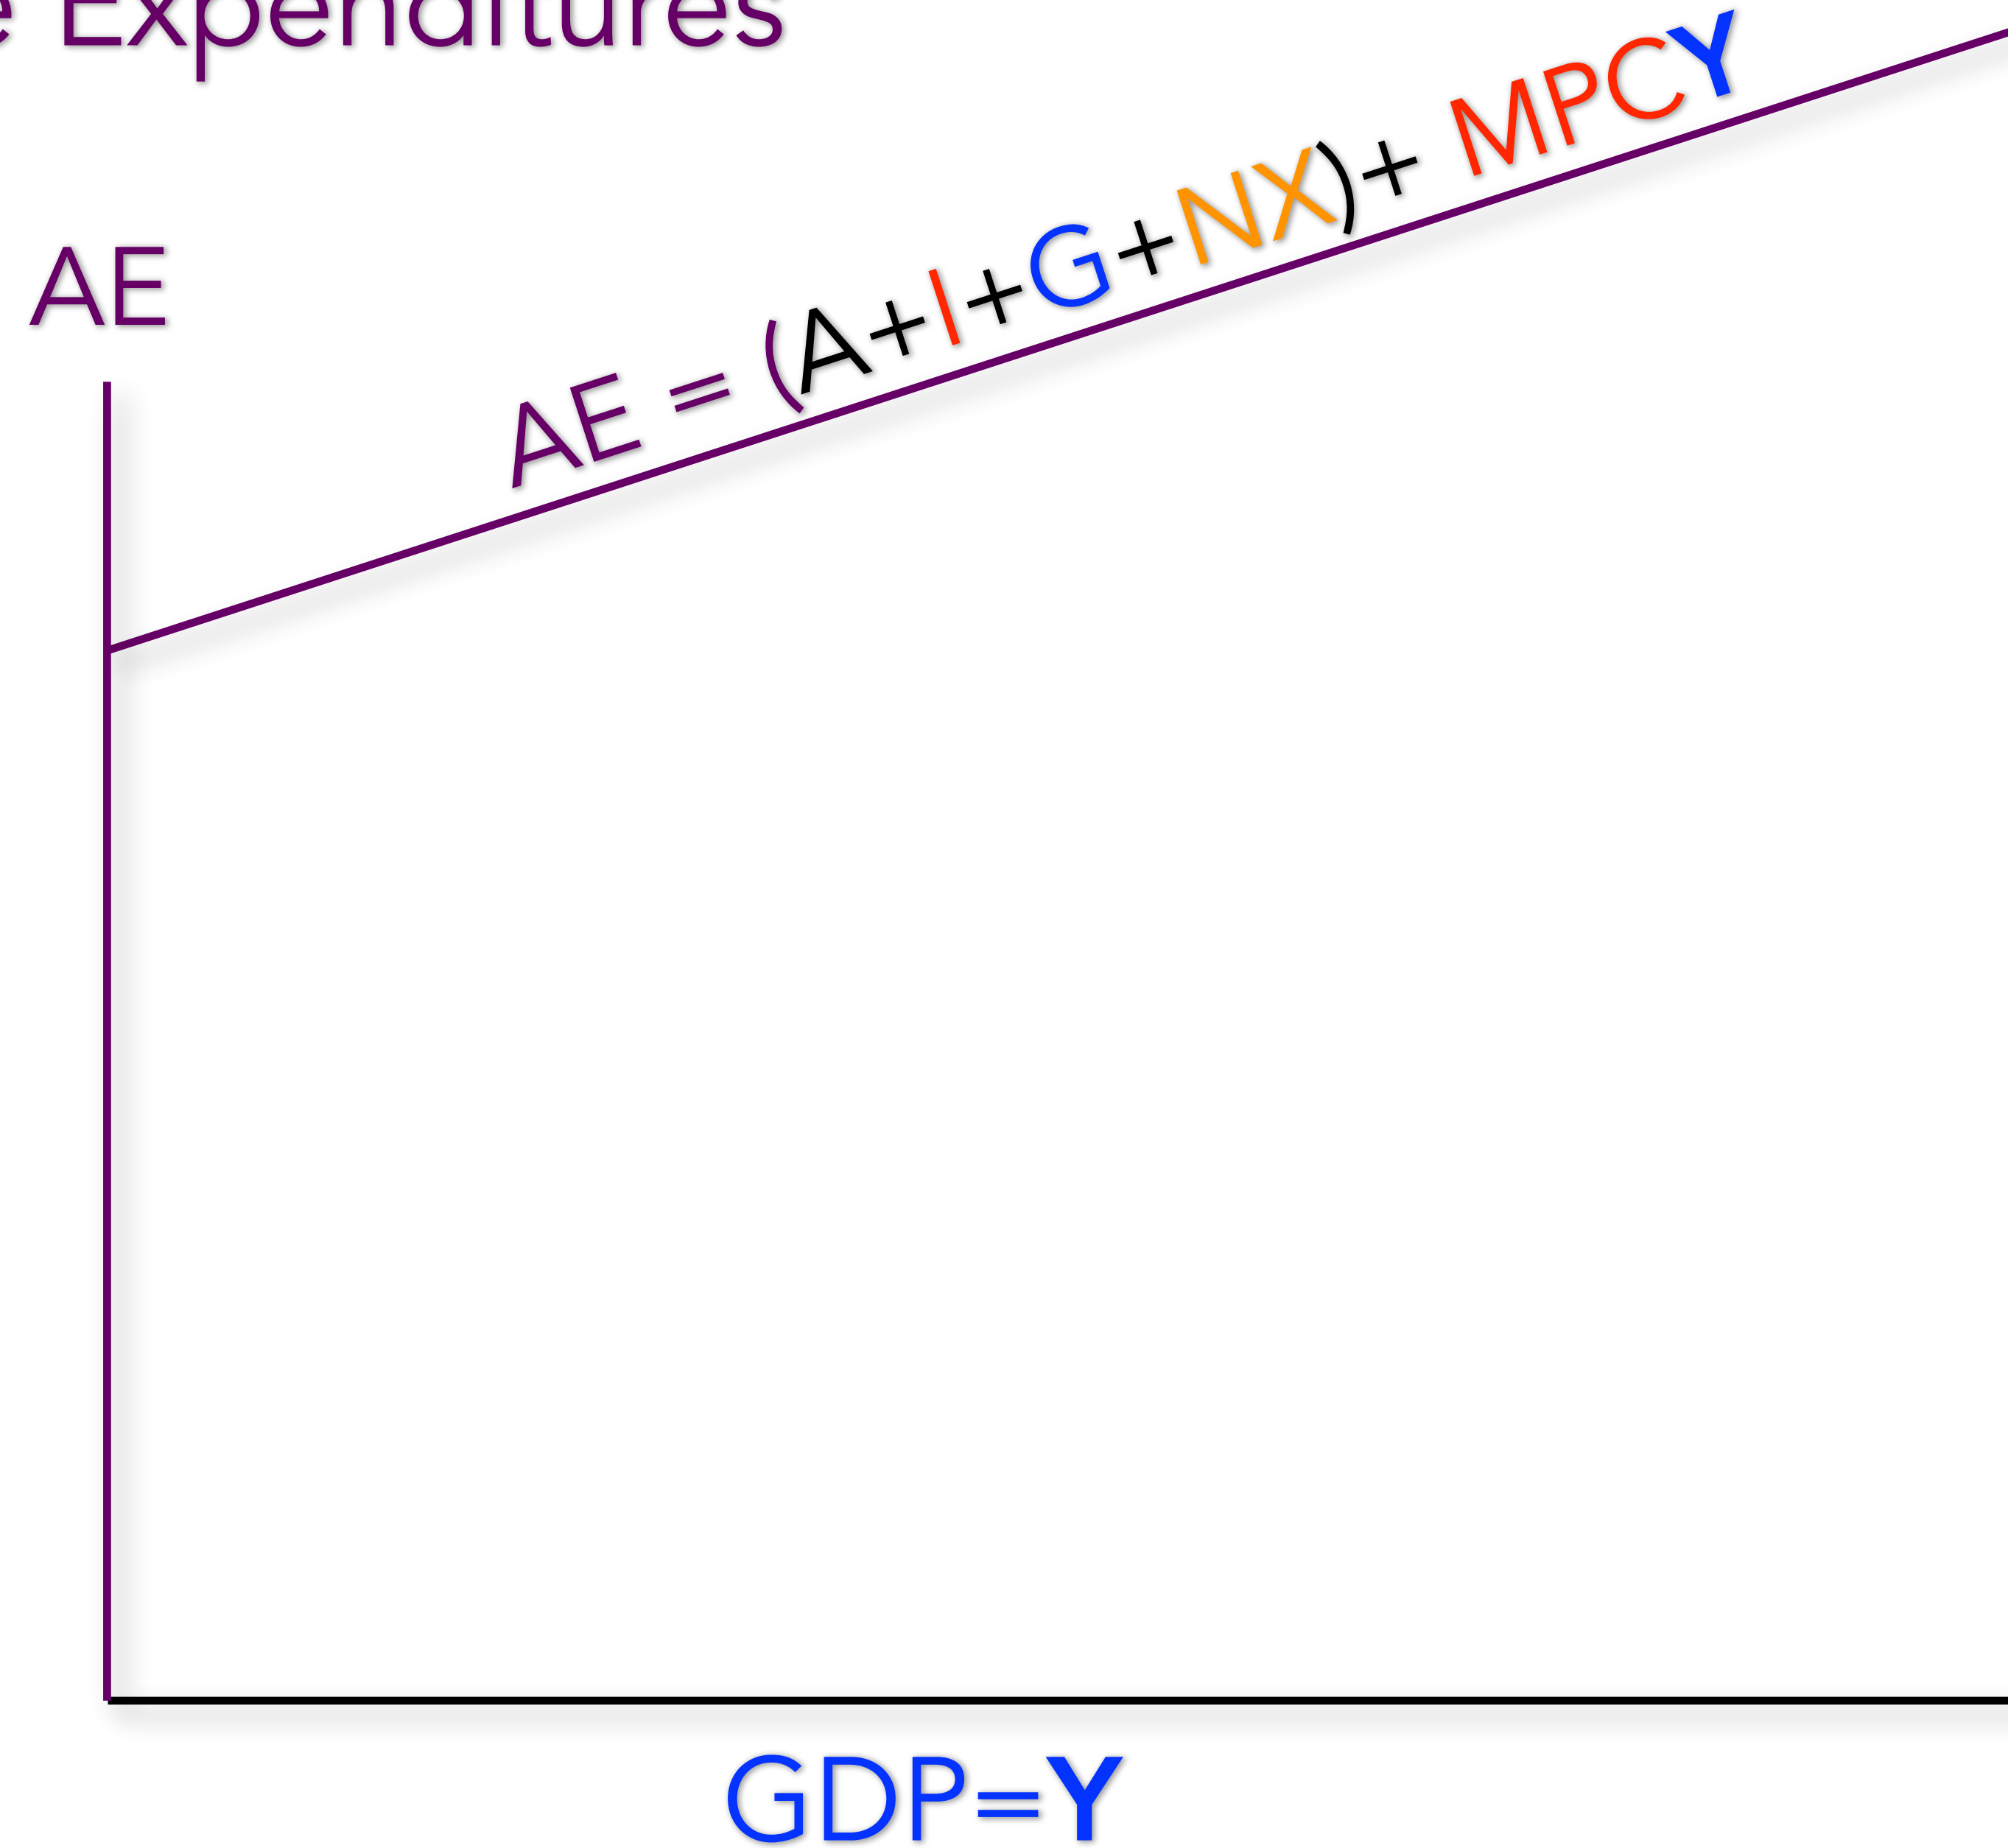 e Expenditures
AE
AE = (A+I+G+NX)+ MPCY
GDP=Y